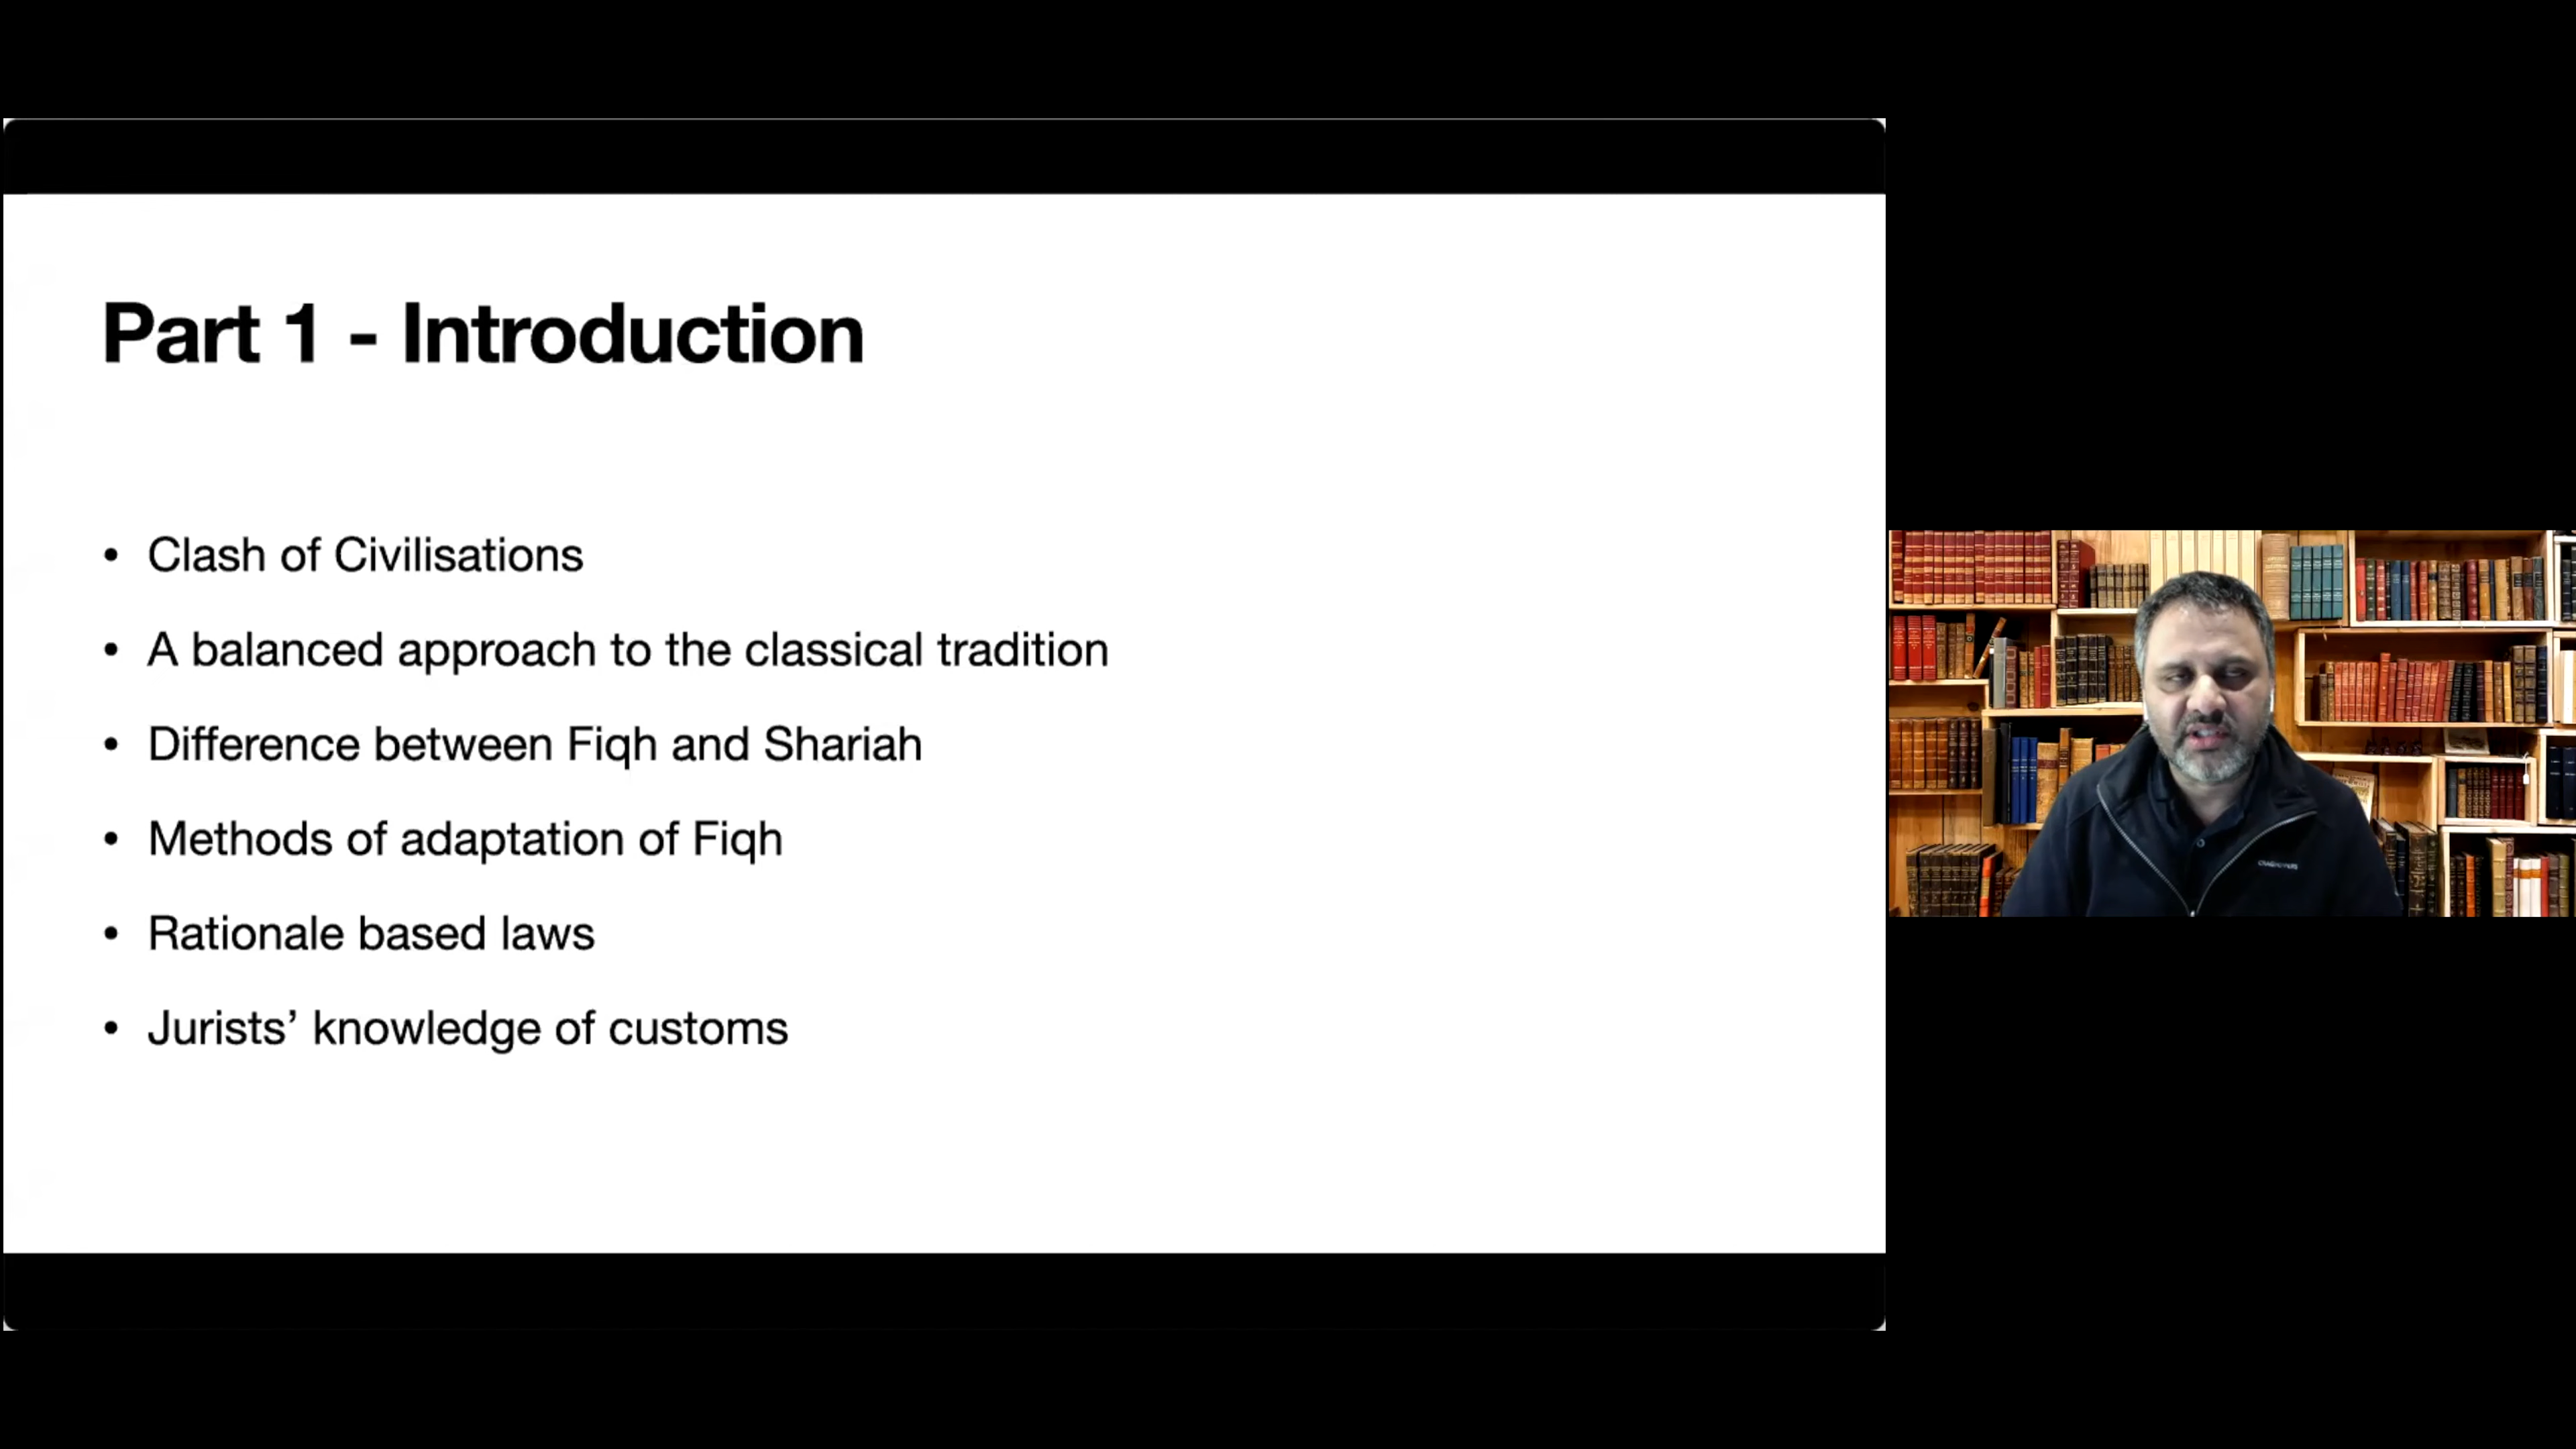 Part 1 - Introduction
• Clash of Civilisations
• A balanced approach to the classical tradition
• Difference between Fiqh and Shariah
• Methods of adaptation of Fiqh
• Rationale based laws
• Jurists’ knowledge of customs